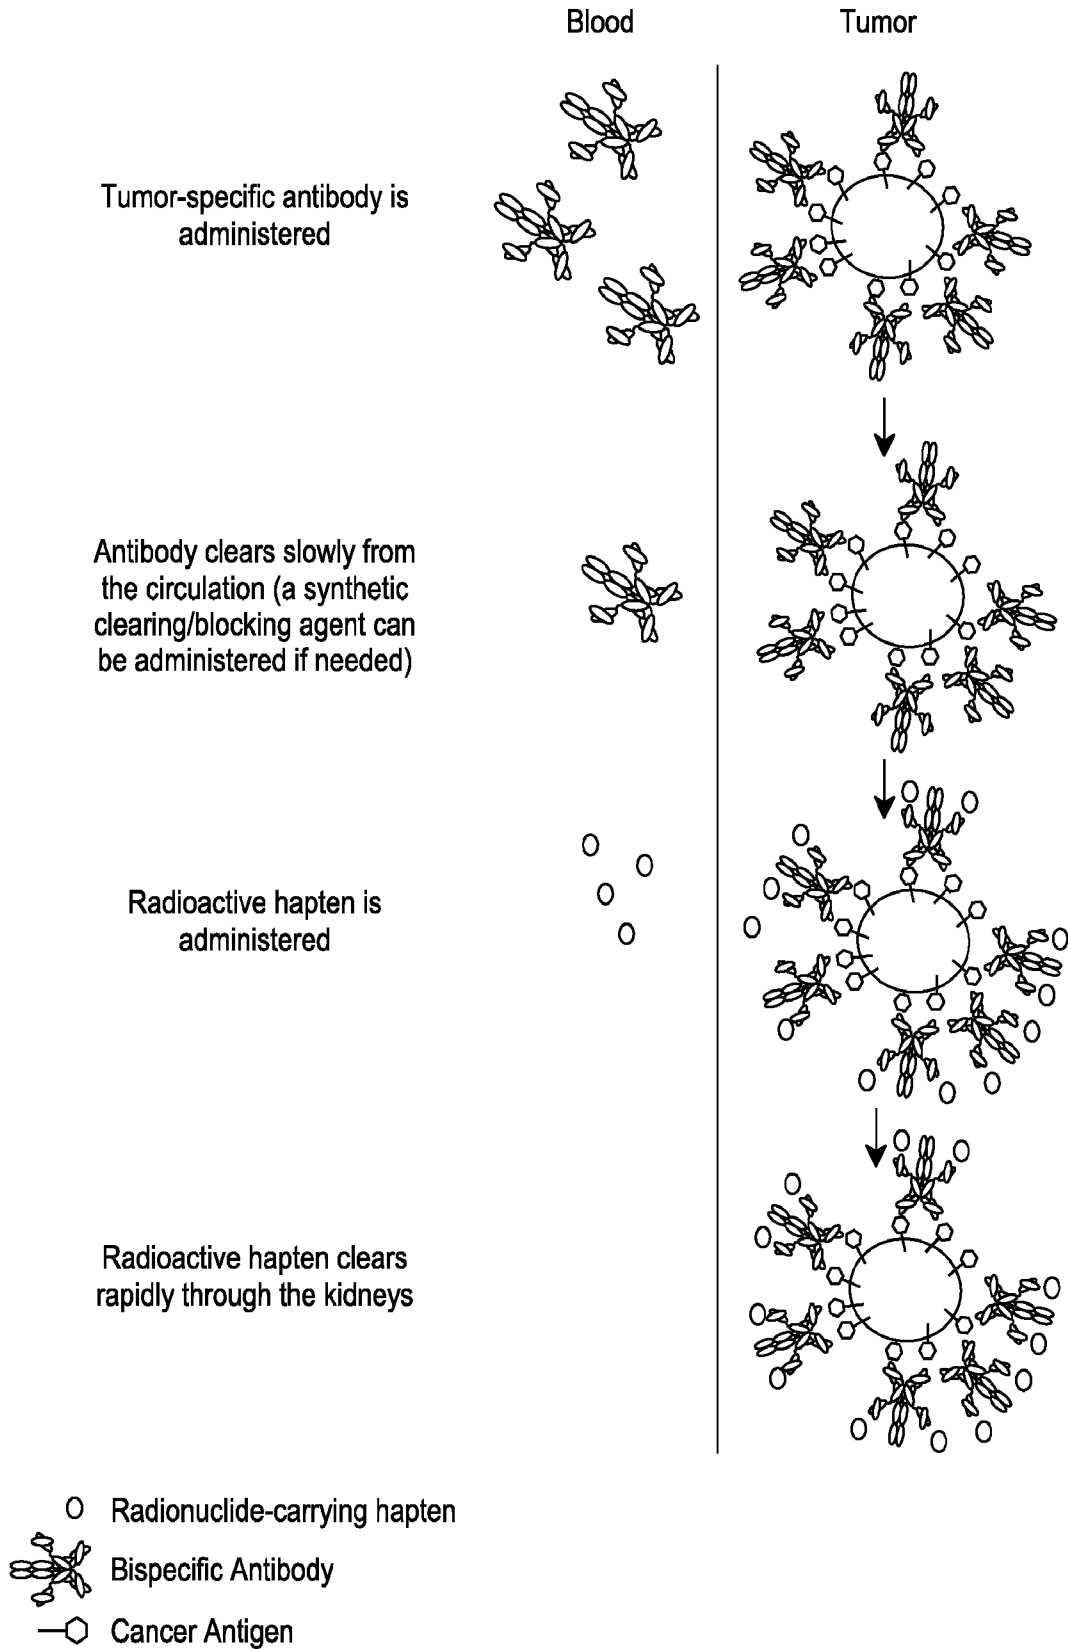 Blood
Tumor
Tumor-specific antibody is
administered
Antibody clears slowly from
the circulation (a synthetic
clearing/blocking agent can
be administered if needed)
Radioactive hapten is
administered
Radioactive hapten clears
rapidly through the kidneys
Radionuclide-carrying hapten
Bispecific Antibody
Cancer Antigen